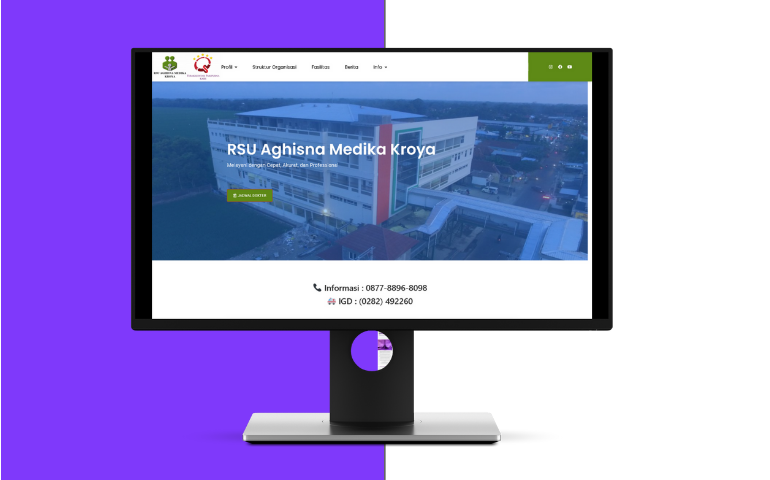 RSU AGHISNA MEDIKA
KROYA
Profil
Struktur Organisasi
Fasilitas
Berita
Info
RSU Aghisna Medika Kroya
Melayani dengan Cepat, Akurat, dan Professional
JADWAL DOKTER
Informasi : 0877-8896-8098
IGD : (0282) 492260